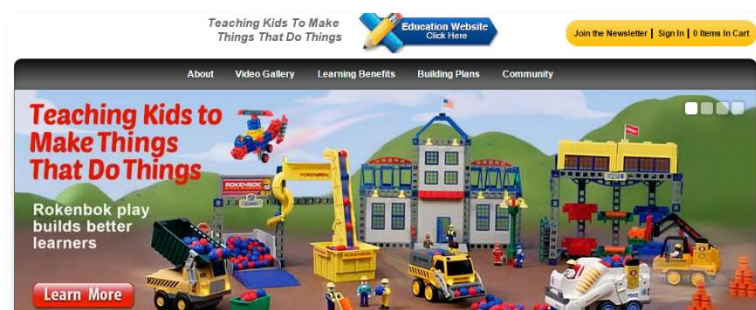 Teaching Kids To Make
Things That Do Things
Education Website
Click Here
Join the Newsletter | Sign In | 0 Items In Cart
About Video Gallery Learning Benefits Building Plans Community
Teaching Kids to
Make Things
That Do Things
Rokenbok play
builds better
learners
Learn More
ROKENBOK
ROKENBOK